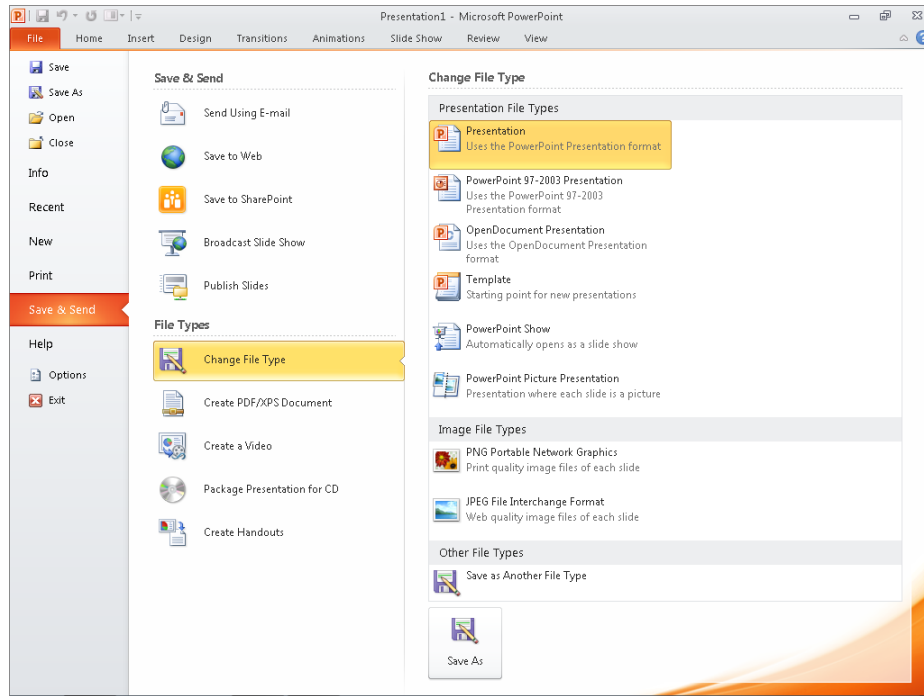 Presentation1 - Microsoft PowerPoint
File Home Insert Design Transitions Animations Slide Show Review View
Save
Save As
Open
Close
Info
Recent
New
Print
Save & Send
Help
Options
Exit
Save & Send
Send Using E-mail
Save to Web
Save to SharePoint
Broadcast Slide Show
Publish Slides
File Types
Change File Type
Create PDF/XPS Document
Create a Video
Package Presentation for CD
Create Handouts
Change File Type
Presentation File Types
Presentation
Uses the PowerPoint Presentation format
PowerPoint 97-2003 Presentation
Uses the PowerPoint 97-2003
Presentation format
OpenDocument Presentation
Uses the OpenDocument Presentation
format
Template
Starting point for new presentations
PowerPoint Show
Automatically opens as a slide show
PowerPoint Picture Presentation
Presentation where each slide is a picture
Image File Types
PNG Portable Network Graphics
Print quality image files of each slide
JPEG File Interchange Format
Web quality image files of each slide
Other File Types
Save as Another File Type
Save As